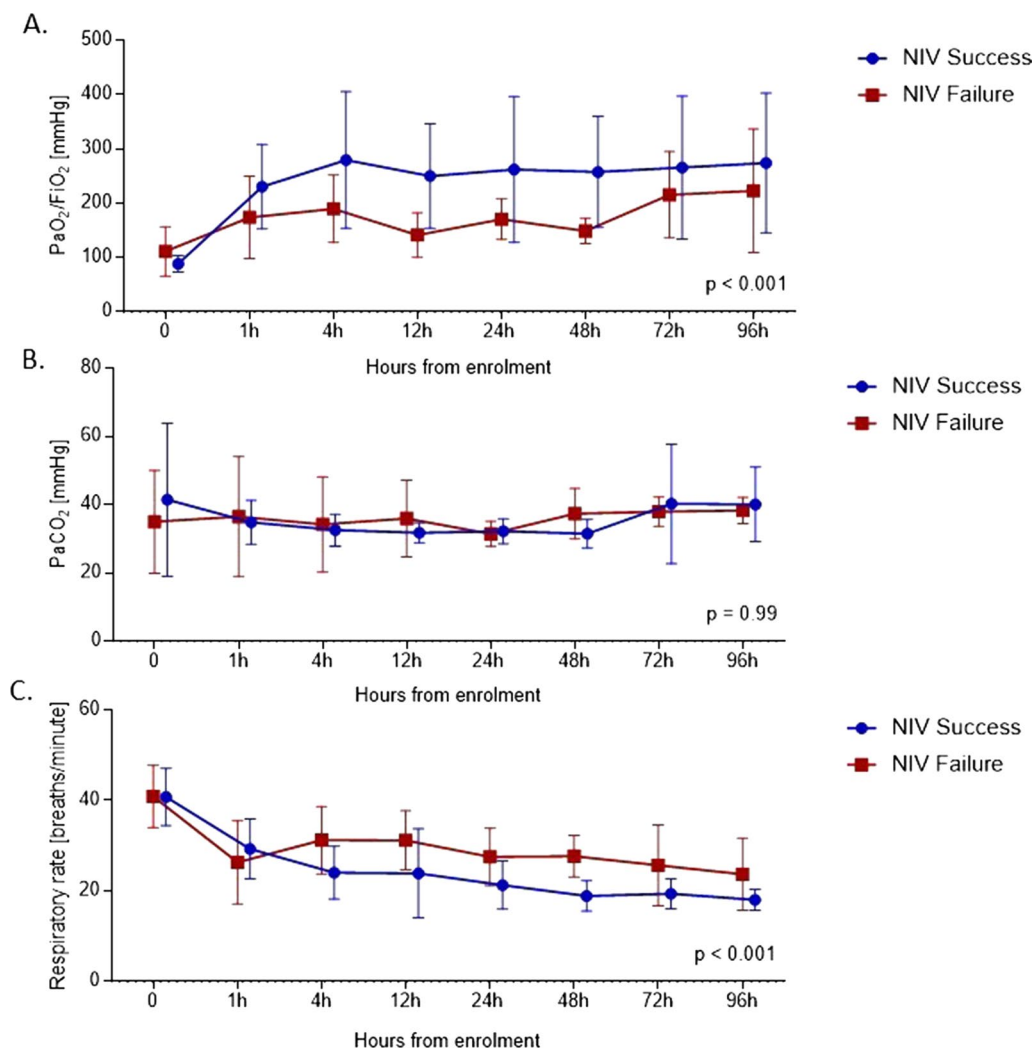 A.
500
400
300
200
100
0
PaO₂/FiO₂ [mmHg]
NIV Success
NIV Failure
p < 0.001
0 1h 4h 12h 24h 48h 72h 96h
Hours from enrolment
B.
80
60
40
20
0
PaCO₂ [mmHg]
NIV Success
NIV Failure
p = 0.99
0 1h 4h 12h 24h 48h 72h 96h
Hours from enrolment
C.
60
40
20
0
Respiratory rate [breaths/minute]
NIV Success
NIV Failure
p < 0.001
0 1h 4h 12h 24h 48h 72h 96h
Hours from enrolment